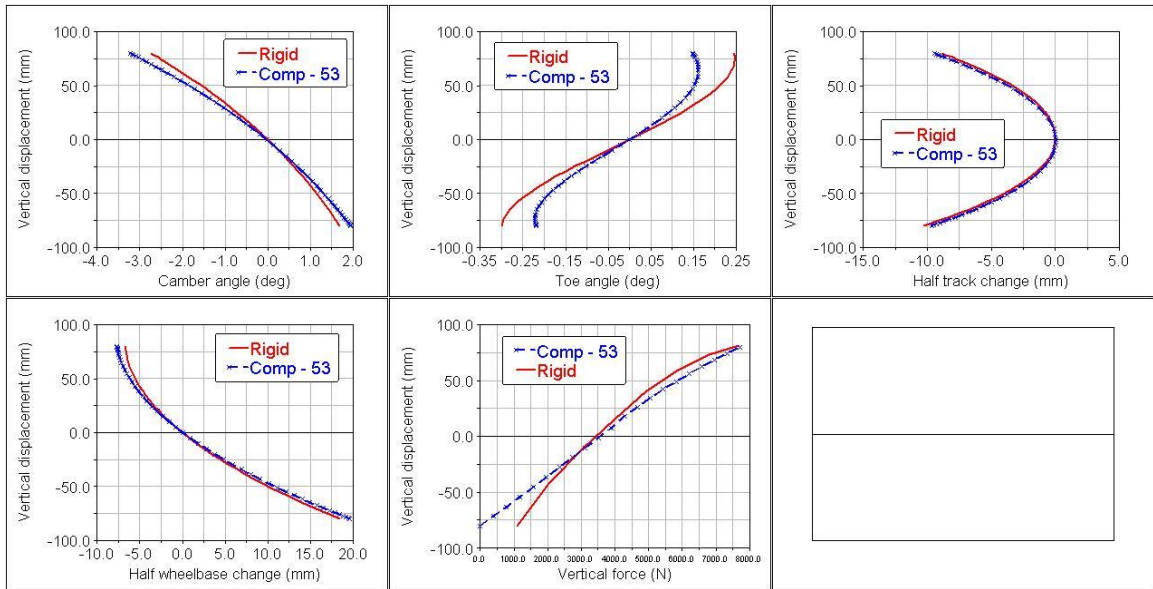 100.0
50.0
0.0
-50.0
-100.0
Vertical displacement (mm)
Rigid
Comp - 53
-4.0 -3.0 -2.0 -1.0 0.0 1.0 2.0
Camber angle (deg)
100.0
50.0
0.0
-50.0
-100.0
Vertical displacement (mm)
Rigid
Comp - 53
-0.35 -0.25 -0.15 -0.05 0.05 0.15 0.25
Toe angle (deg)
100.0
50.0
0.0
-50.0
-100.0
Vertical displacement (mm)
Rigid
Comp - 53
-15.0 -10.0 -5.0 0.0 5.0
Half track change (mm)
100.0
50.0
0.0
-50.0
-100.0
Vertical displacement (mm)
Rigid
Comp - 53
-10.0 -5.0 0.0 5.0 10.0 15.0 20.0
Half wheelbase change (mm)
100.0
50.0
0.0
-50.0
-100.0
Vertical displacement (mm)
Comp - 53
Rigid
0.0 1000.0 2000.0 3000.0 4000.0 5000.0 6000.0 7000.0 8000.0
Vertical force (N)